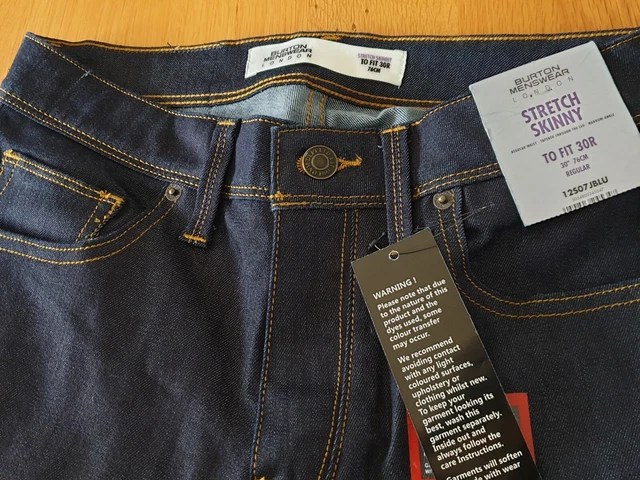 BURTON
MENSWEAR
LONDON
STRETCH SKINNY
TO FIT 30R
76CM
BURTON
MENSWEAR
LONDON
STRETCH
SKINNY
TO FIT 30R
30" 76CM
REGULAR
12S07JBLU
WARNING !
Please note that due
to the nature of this
product and the
dyes used, some
colour transfer
may occur.
We recommend
avoiding contact
with any light
coloured surfaces,
upholstery or
clothing whilst new.
To keep your
garment looking its
best, wash this
garment separately.
Inside out and
always follow the
care Instructions.
Garments will soften
with wear